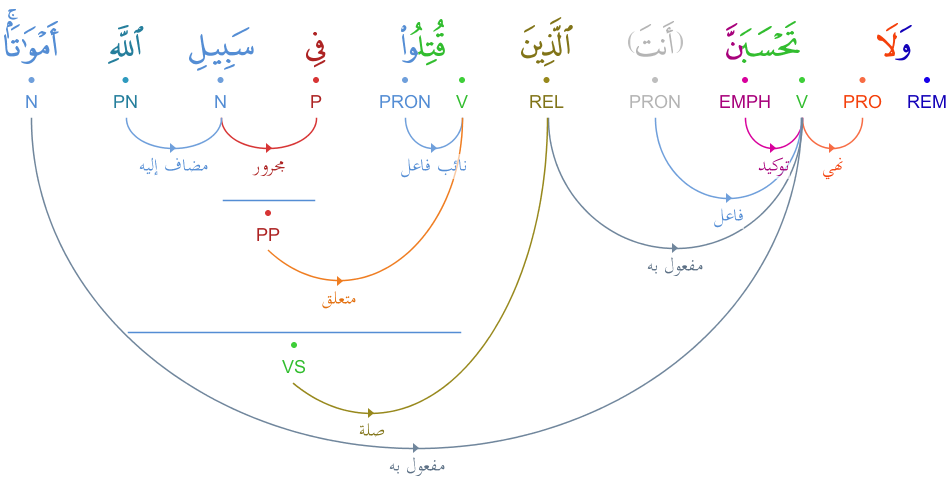 وَلَا تَحْسَبَنَّ (أَنتَ) ٱلَّذِينَ قُتِلُوا۟ فِى سَبِيلِ ٱللَّهِ أَمْوَٰتًۢا ۚ
REM PRO V EMPH PRON REL V PRON P N PN N
نهي توكيد نائب فاعل مجرور مضاف إليه
فاعل
PP
مفعول به
متعلق
VS
صلة
مفعول به